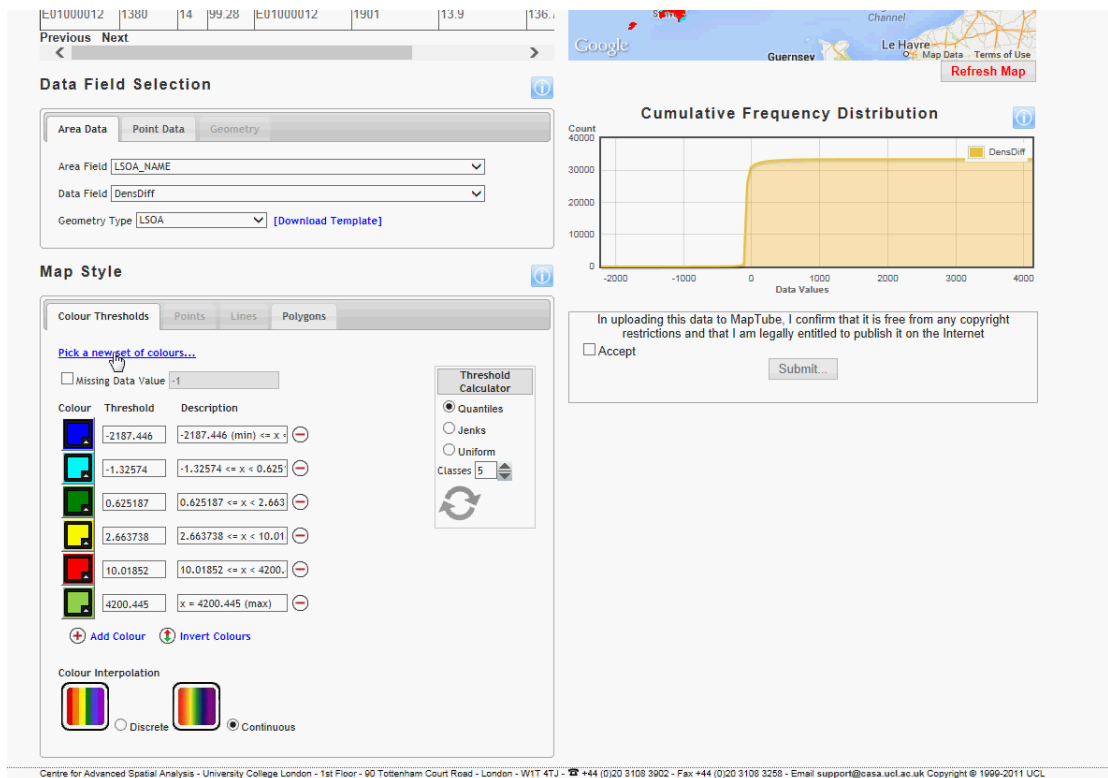 E01000012 1380 14 99.28 E01000012 1901 13.9 136.
Previous Next
Data Field Selection
Area Data Point Data Geometry
Area Field LSOA_NAME
Data Field DensDiff
Geometry Type LSOA [Download Template]
Map Style
Colour Thresholds Points Lines Polygons
Pick a new set of colours...
Missing Data Value -1
Colour Threshold Description
-2187.446 -2187.446 (min) <= x <
-1.32574 -1.32574 <= x < 0.625
0.625187 0.625187 <= x < 2.663
2.663738 2.663738 <= x < 10.01
10.01852 10.01852 <= x < 4200.
4200.445 x = 4200.445 (max)
Add Colour Invert Colours
Threshold
Calculator
Quantiles
Jenks
Uniform
Classes 5
Colour Interpolation
Discrete Continuous
Channel
Google
Guernsey
Le Havre
Map Data Terms of Use
Refresh Map
Cumulative Frequency Distribution
Count
40000
30000
20000
10000
0
DensDiff
-2000 -1000 0 1000 2000 3000 4000
Data Values
In uploading this data to MapTube, I confirm that it is free from any copyright
restrictions and that I am legally entitled to publish it on the Internet
Accept
Submit...
Centre for Advanced Spatial Analysis - University College London - 1st Floor - 90 Tottenham Court Road - London - W1T 4TJ - ☎ +44 (0)20 3108 3902 - Fax +44 (0)20 3108 3258 - Email support@casa.ucl.ac.uk Copyright © 1999-2011 UCL